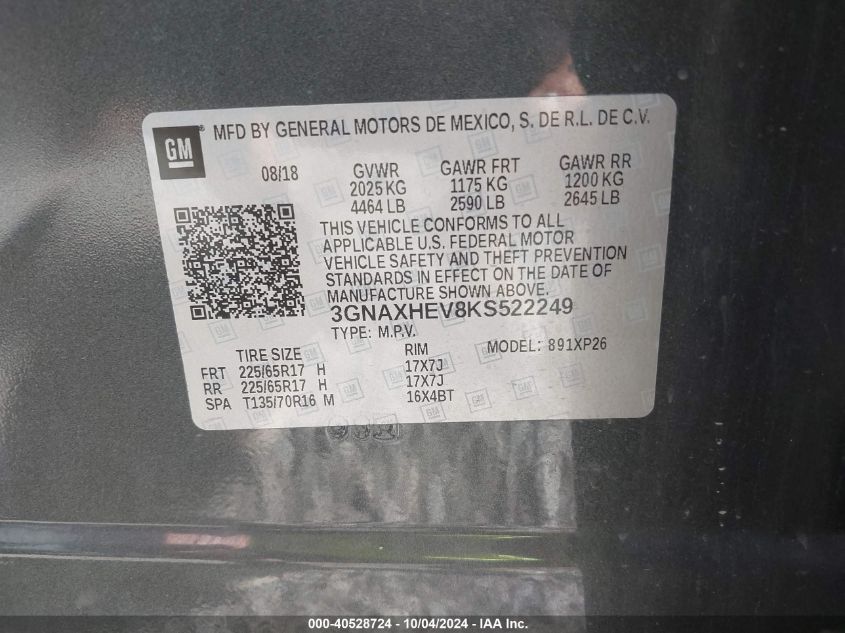 GM
® MFD BY GENERAL MOTORS DE MEXICO, S. DE R.L. DE C.V.
08/18 GVWR GAWR FRT GAWR RR
2025 KG 1175 KG 1200 KG
4464 LB 2590 LB 2645 LB
THIS VEHICLE CONFORMS TO ALL
APPLICABLE U.S. FEDERAL MOTOR
VEHICLE SAFETY AND THEFT PREVENTION
STANDARDS IN EFFECT ON THE DATE OF
MANUFACTURE SHOWN ABOVE.
3GNAXHEV8KS522249
TYPE: M.P.V.
TIRE SIZE RIM MODEL: 891XP26
FRT 225/65R17 H 17X7J
RR 225/65R17 H 17X7J
SPA T135/70R16 M 16X4BT
000-40528724 - 10/04/2024 - IAA Corp.